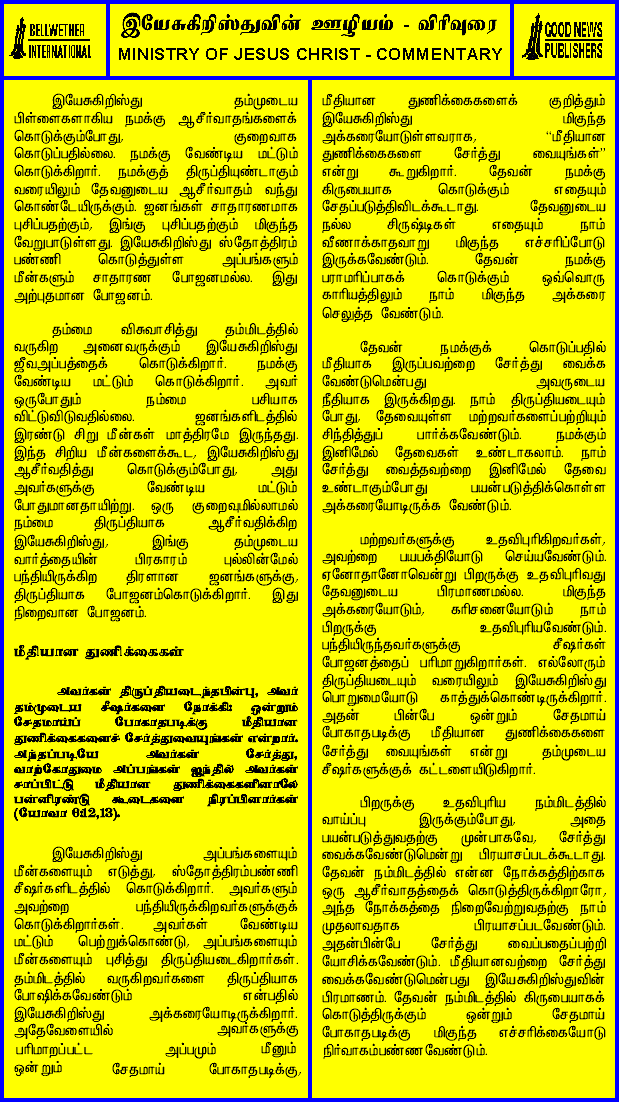 BELLWETHER
INTERNATIONAL
இயேசுகிறிஸ்துவின் ஊழியம் - விரிவுரை
MINISTRY OF JESUS CHRIST - COMMENTARY
GOOD NEWS
PUBLISHERS
இயேசுகிறிஸ்து தம்முடைய
பிள்ளைகளாகிய நமக்கு ஆசீர்வாதங்களைக்
கொடுக்கும்போது, குறைவாக
கொடுப்பதில்லை. நமக்கு வேண்டிய மட்டும்
கொடுக்கிறார். நமக்குத் திருப்தியுண்டாகும்
வரையிலும் தேவனுடைய ஆசீர்வாதம் வந்து
கொண்டேயிருக்கும். ஜனங்கள் சாதாரணமாக
புசிப்பதற்கும், இங்கு புசிப்பதற்கும் மிகுந்த
வேறுபாடுள்ளது. இயேசுகிறிஸ்து ஸ்தோத்திரம்
பண்ணி கொடுத்துள்ள அப்பங்களும்
மீன்களும் சாதாரண போஜனமல்ல. இது
அற்புதமான போஜனம்.
தம்மை விசுவாசித்து தம்மிடத்தில்
வருகிற அனைவருக்கும் இயேசுகிறிஸ்து
ஜீவஅப்பத்தைக் கொடுக்கிறார். நமக்கு
வேண்டிய மட்டும் கொடுக்கிறார். அவர்
ஒருபோதும் நம்மை பசியாக
விட்டுவிடுவதில்லை. ஜனங்களிடத்தில்
இரண்டு சிறு மீன்கள் மாத்திரமே இருந்தது.
இந்த சிறிய மீன்களைக்கூட, இயேசுகிறிஸ்து
ஆசீர்வதித்து கொடுக்கும்போது, அது
அவர்களுக்கு வேண்டிய மட்டும்
போதுமானதாயிற்று. ஒரு குறைவுமில்லாமல்
நம்மை திருப்தியாக ஆசீர்வதிக்கிற
இயேசுகிறிஸ்து, இங்கு தம்முடைய
வார்த்தையின் பிரகாரம் புல்லின்மேல்
பந்தியிருக்கிற திரளான ஜனங்களுக்கு,
திருப்தியாக போஜனம்கொடுக்கிறார். இது
நிறைவான போஜனம்.
மீதியான துணிக்கைகள்
அவர்கள் திருப்தியடைந்தபின்பு, அவர்
தம்முடைய சீஷர்களை நோக்கி: ஒன்றும்
சேதமாய்ப் போகாதபடிக்கு மீதியான
துணிக்கைகளைச் சேர்த்துவையுங்கள் என்றார்.
அந்தப்படியே அவர்கள் சேர்த்து,
வாற்கோதுமை அப்பங்கள் ஐந்தில் அவர்கள்
சாப்பிட்டு மீதியான துணிக்கைகளினாலே
பன்னிரண்டு கூடைகளை நிரப்பினார்கள்
(யோவா 6:12,13).
இயேசுகிறிஸ்து அப்பங்களையும்
மீன்களையும் எடுத்து, ஸ்தோத்திரம்பண்ணி
சீஷர்களிடத்தில் கொடுக்கிறார். அவர்களும்
அவற்றை பந்தியிருக்கிறவர்களுக்குக்
கொடுக்கிறார்கள். அவர்கள் வேண்டிய
மட்டும் பெற்றுக்கொண்டு, அப்பங்களையும்
மீன்களையும் புசித்து திருப்தியடைகிறார்கள்.
தம்மிடத்தில் வருகிறவர்களை திருப்தியாக
போஷிக்கவேண்டும் என்பதில்
இயேசுகிறிஸ்து அக்கரையோடிருக்கிறார்.
அதேவேளையில் அவர்களுக்கு
பரிமாறப்பட்ட அப்பமும் மீனும்
ஒன்றும் சேதமாய் போகாதபடிக்கு,
மீதியான துணிக்கைகளைக் குறித்தும்
இயேசுகிறிஸ்து மிகுந்த
அக்கரையோடுள்ளவராக, "மீதியான
துணிக்கைகளை சேர்த்து வையுங்கள்"
என்று கூறுகிறார். தேவன் நமக்கு
கிருபையாக கொடுக்கும் எதையும்
சேதப்படுத்திவிடக்கூடாது. தேவனுடைய
நல்ல சிருஷ்டிகள் எதையும் நாம்
வீணாக்காதவாறு மிகுந்த எச்சரிப்போடு
இருக்கவேண்டும். தேவன் நமக்கு
பராமரிப்பாகக் கொடுக்கும் ஒவ்வொரு
காரியத்திலும் நாம் மிகுந்த அக்கரை
செலுத்த வேண்டும்.
தேவன் நமக்குக் கொடுப்பதில்
மீதியாக இருப்பவற்றை சேர்த்து வைக்க
வேண்டுமென்பது அவருடைய
நீதியாக இருக்கிறது. நாம் திருப்தியடையும்
போது, தேவையுள்ள மற்றவர்களைப்பற்றியும்
சிந்தித்துப் பார்க்கவேண்டும். நமக்கும்
இனிமேல் தேவைகள் உண்டாகலாம். நாம்
சேர்த்து வைத்தவற்றை இனிமேல் தேவை
உண்டாகும்போது பயன்படுத்திக்கொள்ள
அக்கரையோடிருக்க வேண்டும்.
மற்றவர்களுக்கு உதவிபுரிகிறவர்கள்,
அவற்றை பயபக்தியோடு செய்யவேண்டும்.
ஏனோதானோவென்று பிறருக்கு உதவிபுரிவது
தேவனுடைய பிரமாணமல்ல. மிகுந்த
அக்கரையோடும், கரிசனையோடும் நாம்
பிறருக்கு உதவிபுரியவேண்டும்.
பந்தியிருந்தவர்களுக்கு சீஷர்கள்
போஜனத்தைப் பரிமாறுகிறார்கள். எல்லோரும்
திருப்தியடையும் வரையிலும் இயேசுகிறிஸ்து
பொறுமையோடு காத்துக்கொண்டிருக்கிறார்.
அதன் பின்பே ஒன்றும் சேதமாய்
போகாதபடிக்கு மீதியான துணிக்கைகளை
சேர்த்து வையுங்கள் என்று தம்முடைய
சீஷர்களுக்குக் கட்டளையிடுகிறார்.
பிறருக்கு உதவிபுரிய நம்மிடத்தில்
வாய்ப்பு இருக்கும்போது, அதை
பயன்படுத்துவதற்கு முன்பாகவே, சேர்த்து
வைக்கவேண்டுமென்று பிரயாசப்படக்கூடாது.
தேவன் நம்மிடத்தில் என்ன நோக்கத்திற்காக
ஒரு ஆசீர்வாதத்தைக் கொடுத்திருக்கிறாரோ,
அந்த நோக்கத்தை நிறைவேற்றுவதற்கு நாம்
முதலாவதாக பிரயாசப்படவேண்டும்.
அதன்பின்பே சேர்த்து வைப்பதைப்பற்றி
யோசிக்கவேண்டும். மீதியானவற்றை சேர்த்து
வைக்கவேண்டுமென்பது இயேசுகிறிஸ்துவின்
பிரமாணம். தேவன் நம்மிடத்தில் கிருபையாகக்
கொடுத்திருக்கும் ஒன்றும் சேதமாய்
போகாதபடிக்கு மிகுந்த எச்சரிக்கையோடு
நிர்வாகம்பண்ணவேண்டும்.